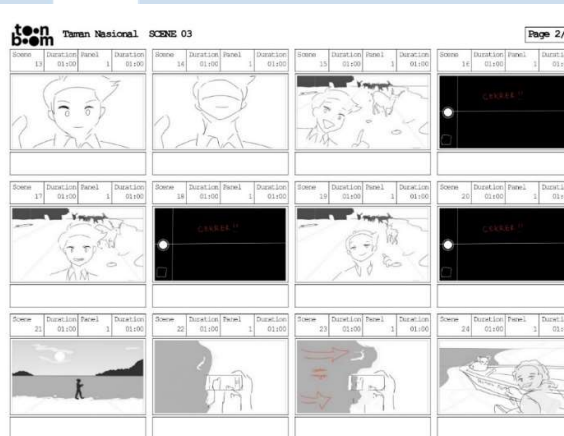 toon
boom
Taman Nasional SCENE 03
Page 2/
Scene Duration Panel Duration Scene Duration Panel Duration Scene Duration Panel Duration Scene Duration Panel
13 01:00 1 01:00 14 01:00 1 01:00 15 01:00 1 01:00 16 01:00 1
CEKREK !!
Scene Duration Panel Duration Scene Duration Panel Duration Scene Duration Panel Duration Scene Duration Panel
17 01:00 1 01:00 18 01:00 1 01:00 19 01:00 1 01:00 20 01:00 1
CEKREK !! CEKREK !!
Scene Duration Panel Duration Scene Duration Panel Duration Scene Duration Panel Duration Scene Duration Panel
21 01:00 1 01:00 22 01:00 1 01:00 23 01:00 1 01:00 24 01:00 1